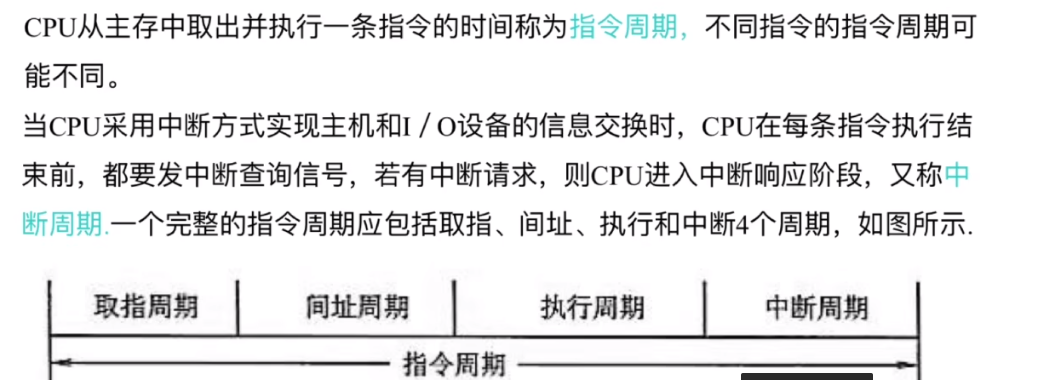 CPU从主存中取出并执行一条指令的时间称为指令周期，不同指令的指令周期可
能不同。
当CPU采用中断方式实现主机和I／O设备的信息交换时，CPU在每条指令执行结
束前，都要发中断查询信号，若有中断请求，则CPU进入中断响应阶段，又称中
断周期.一个完整的指令周期应包括取指、间址、执行和中断4个周期，如图所示.
取指周期 间址周期 执行周期 中断周期
指令周期